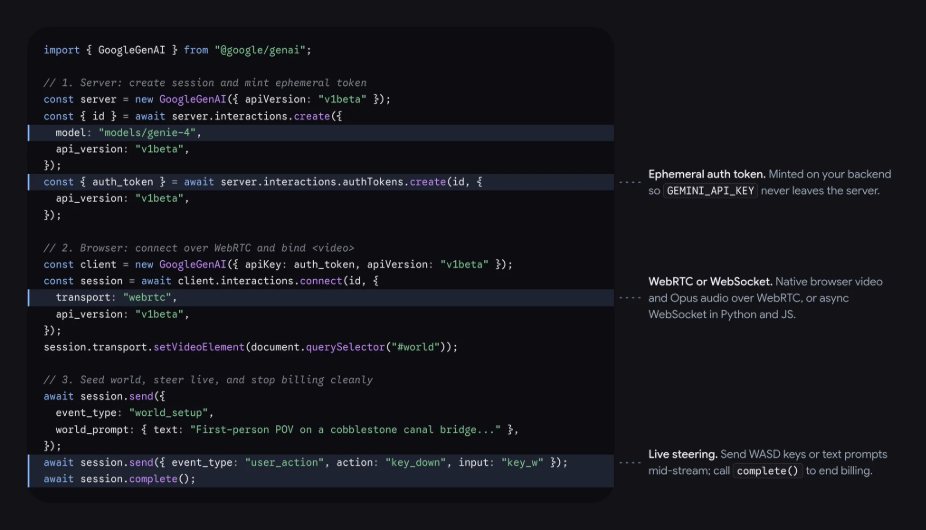 import { GoogleGenAI } from "@google/genai";
// 1. Server: create session and mint ephemeral token
const server = new GoogleGenAI({ apiVersion: "v1beta" });
const { id } = await server.interactions.create({
  model: "models/genie-4",
  api_version: "v1beta",
});
const { auth_token } = await server.interactions.authTokens.create(id, {
  api_version: "v1beta",
});
Ephemeral auth token. Minted on your backend
so GEMINI_API_KEY never leaves the server.
// 2. Browser: connect over WebRTC and bind <video>
const client = new GoogleGenAI({ apiKey: auth_token, apiVersion: "v1beta" });
const session = await client.interactions.connect(id, {
  transport: "webrtc",
  api_version: "v1beta",
});
session.transport.setVideoElement(document.querySelector("#world"));
WebRTC or WebSocket. Native browser video
and Opus audio over WebRTC, or async
WebSocket in Python and JS.
// 3. Seed world, steer live, and stop billing cleanly
await session.send({
  event_type: "world_setup",
  world_prompt: { text: "First-person POV on a cobblestone canal bridge..." },
});
await session.send({ event_type: "user_action", action: "key_down", input: "key_w" });
await session.complete();
Live steering. Send WASD keys or text prompts
mid-stream; call complete() to end billing.